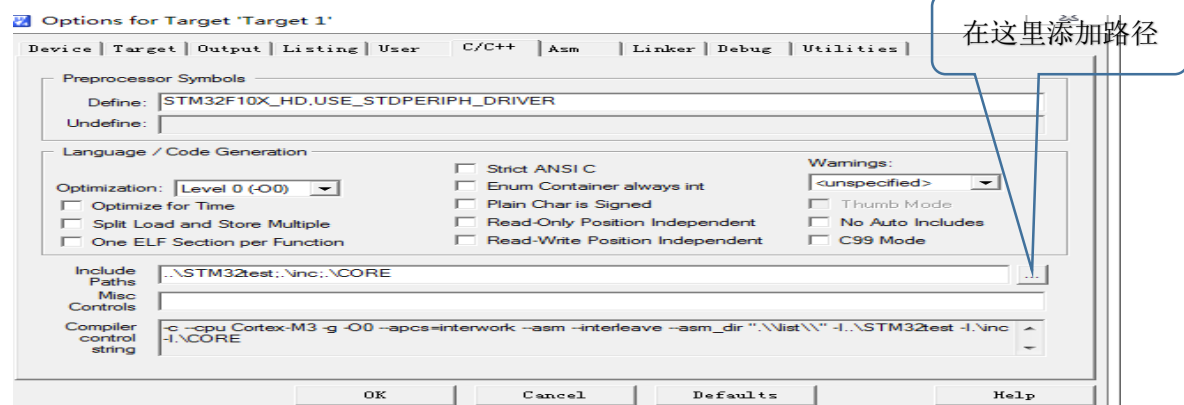 Options for Target 'Target 1'
在这里添加路径
Device Target Output Listing User C/C++ Asm Linker Debug Utilities
Preprocessor Symbols
Define: STM32F10X_HD,USE_STDPERIPH_DRIVER
Undefine:
Language / Code Generation
Optimization: Level 0 (-O0)
Optimize for Time
Split Load and Store Multiple
One ELF Section per Function
Strict ANSI C
Enum Container always int
Plain Char is Signed
Read-Only Position Independent
Read-Write Position Independent
Warnings:
<unspecified>
Thumb Mode
No Auto Includes
C99 Mode
Include Paths ..\STM32test;.\inc;.\CORE
...
Misc Controls
Compiler control string -c --cpu Cortex-M3 -g -O0 --apcs=interwork --asm --interleave --asm_dir ".\\list\\" -I..\STM32test -I.\inc
-I.\CORE
OK Cancel Defaults Help